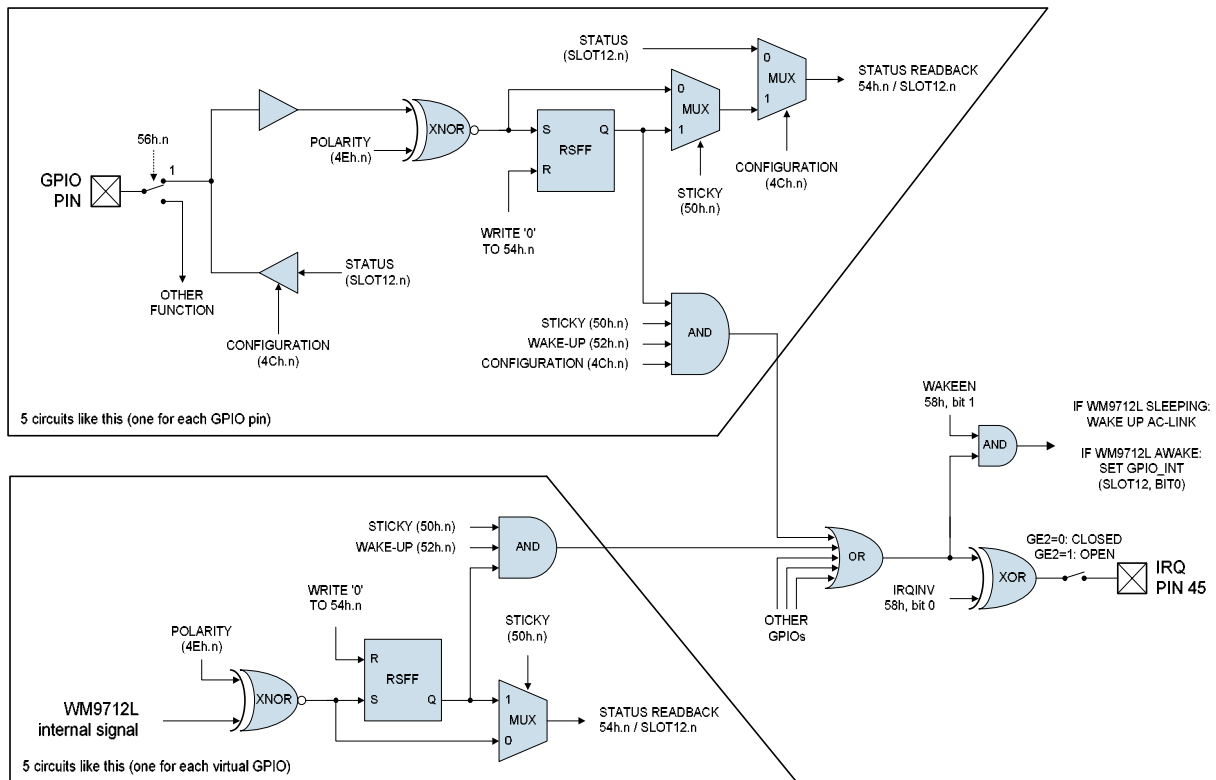 STATUS
(SLOT12.n)
0
MUX
1
STATUS READBACK
54h.n / SLOT12.n
0
MUX
1
56h.n
1
XNOR
POLARITY
(4Eh.n)
S
Q
RSFF
R
CONFIGURATION
(4Ch.n)
GPIO
PIN
STICKY
(50h.n)
WRITE '0'
TO 54h.n
STATUS
(SLOT12.n)
OTHER
FUNCTION
CONFIGURATION
(4Ch.n)
STICKY (50h.n)
WAKE-UP (52h.n)
CONFIGURATION (4Ch.n)
AND
5 circuits like this (one for each GPIO pin)
WAKEEN
58h, bit 1
AND
IF WM9712L SLEEPING:
WAKE UP AC-LINK
IF WM9712L AWAKE:
SET GPIO_INT
(SLOT12, BIT0)
STICKY (50h.n)
WAKE-UP (52h.n)
AND
OR
OTHER
GPIOs
IRQINV
58h, bit 0
XOR
GE2=0: CLOSED
GE2=1: OPEN
IRQ
PIN 45
WRITE '0'
TO 54h.n
STICKY
(50h.n)
POLARITY
(4Eh.n)
R
RSFF
S
Q
XNOR
1
MUX
0
STATUS READBACK
54h.n / SLOT12.n
WM9712L
internal signal
5 circuits like this (one for each virtual GPIO)